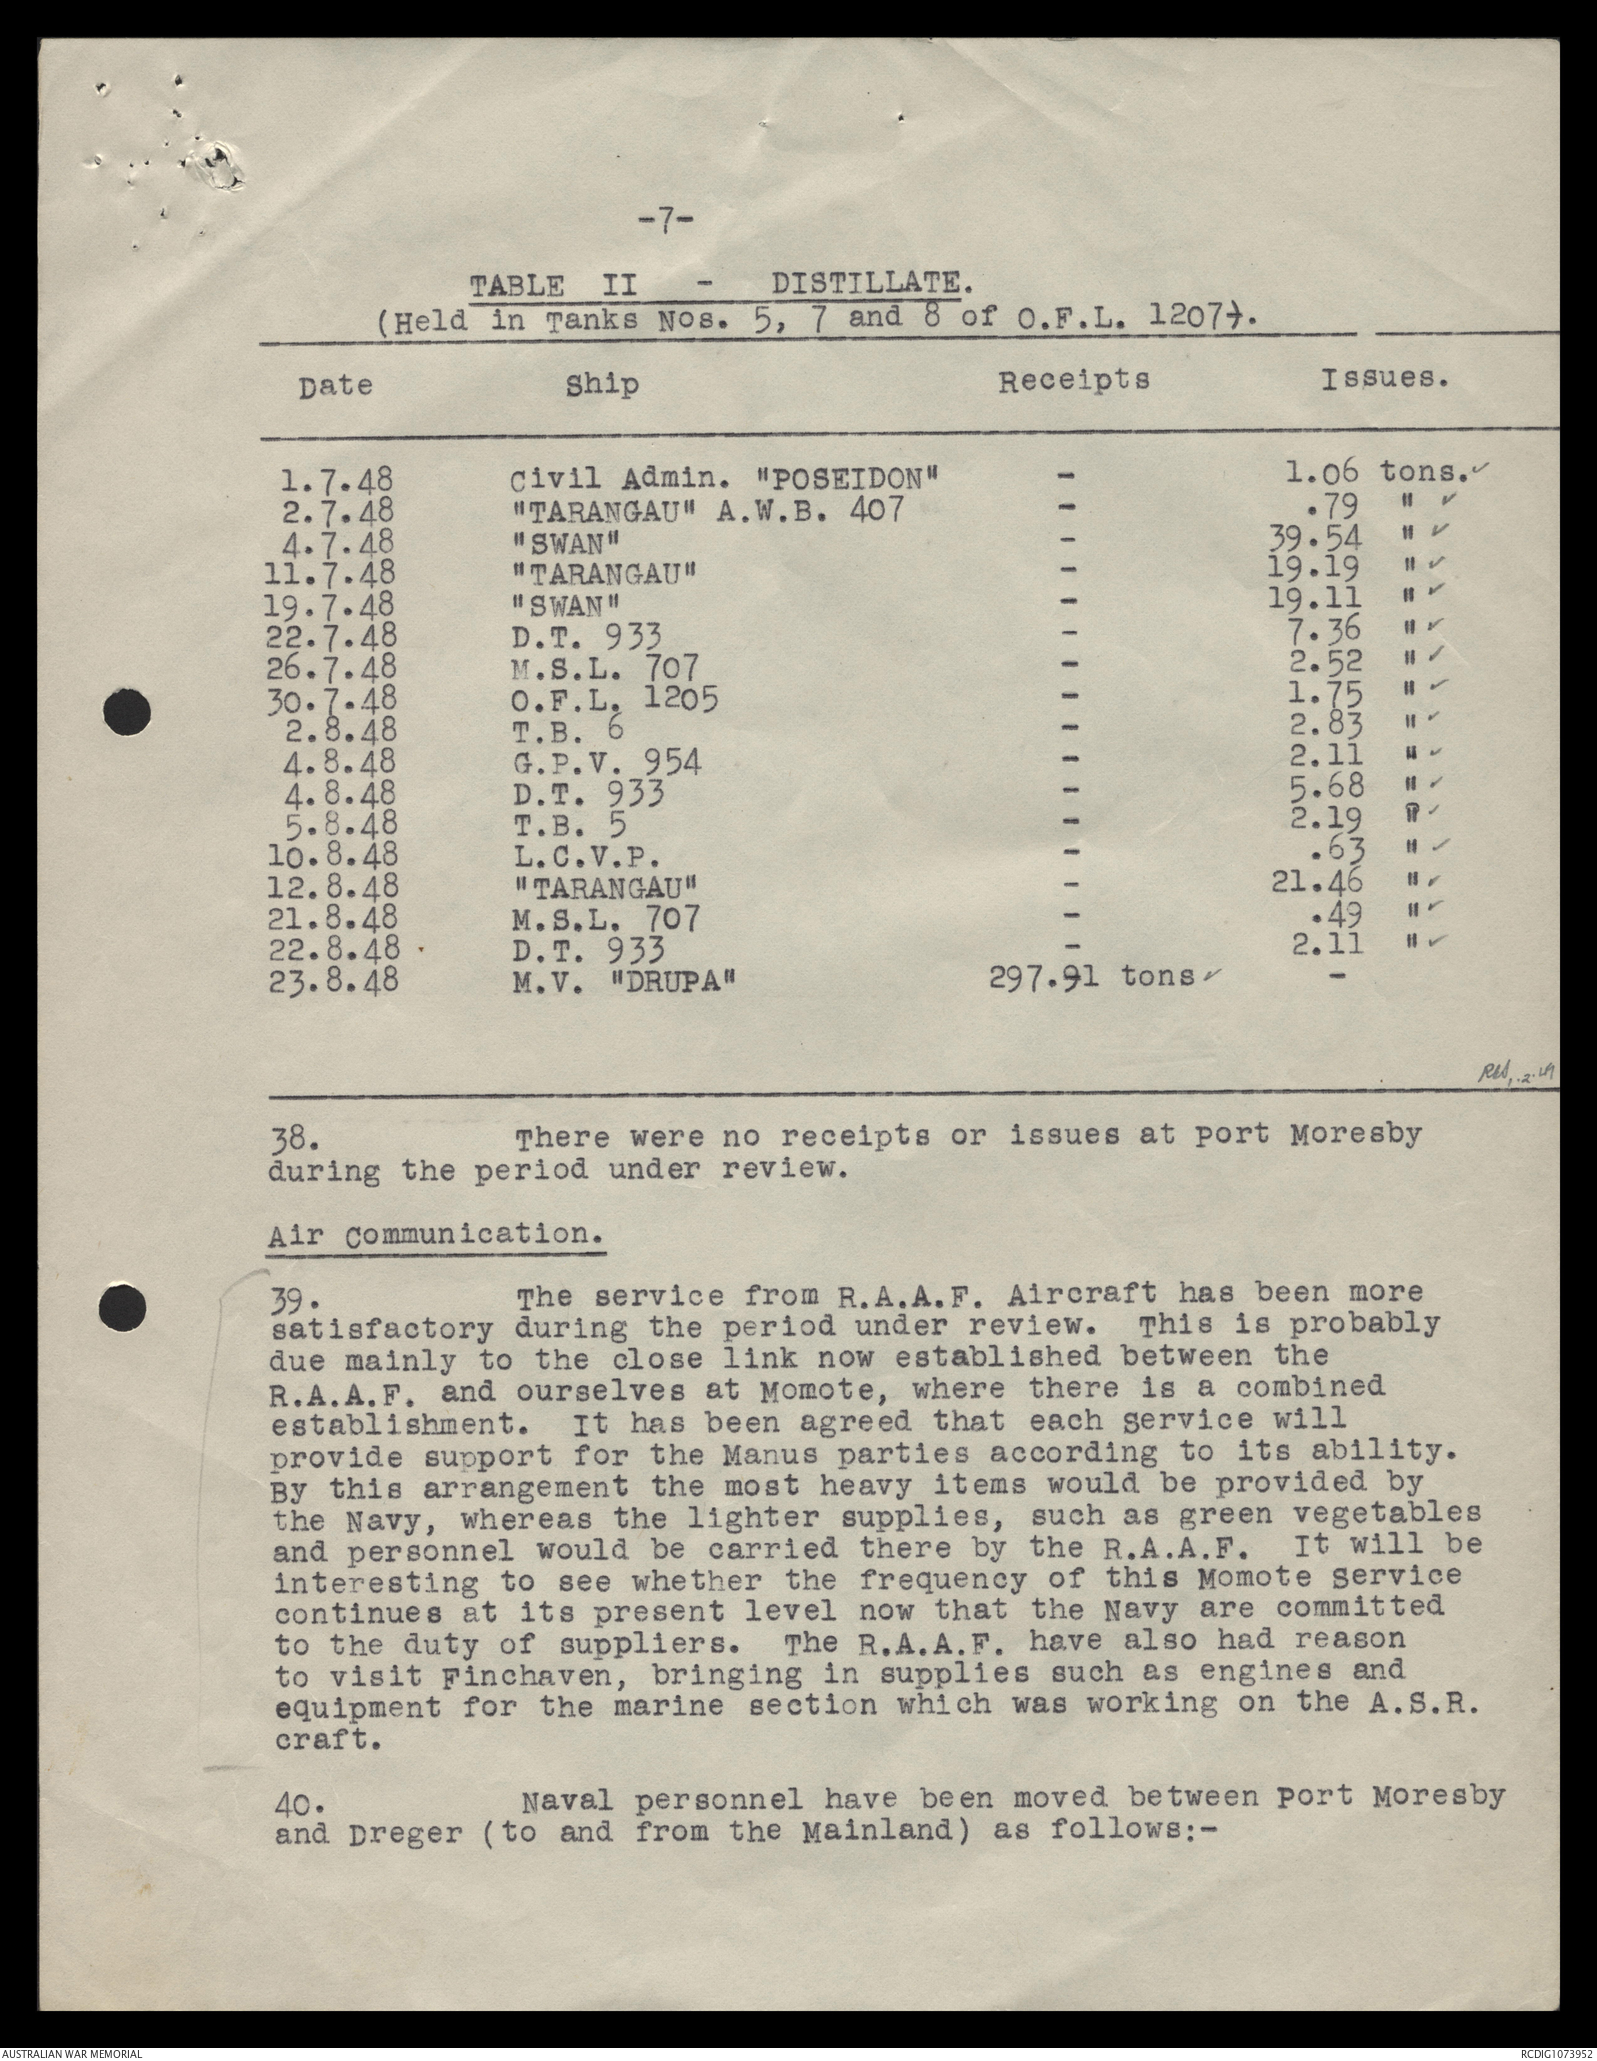 -7-
TABLE II - DISTILLATE.
(Held in Tanks Nos. 5, 7 and 8 of O.F.L. 1207).
Date Ship Receipts Issues.
1.7.48 Civil Admin. "POSEIDON" - 1.06 tons.✓
2.7.48 "TARANGAU" A.W.B. 407 - .79 " ✓
4.7.48 "SWAN" - 39.54 " ✓
11.7.48 "TARANGAU" - 19.19 " ✓
19.7.48 "SWAN" - 19.11 " ✓
22.7.48 D.T. 933 - 7.36 " ✓
26.7.48 M.S.L. 707 - 2.52 " ✓
30.7.48 O.F.L. 1205 - 1.75 " ✓
2.8.48 T.B. 6 - 2.83 " ✓
4.8.48 G.P.V. 954 - 2.11 " ✓
4.8.48 D.T. 933 - 5.68 " ✓
5.8.48 T.B. 5 - 2.19 " ✓
10.8.48 L.C.V.P. - .63 " ✓
12.8.48 "TARANGAU" - 21.46 " ✓
21.8.48 M.S.L. 707 - .49 " ✓
22.8.48 D.T. 933 - 2.11 " ✓
23.8.48 M.V. "DRUPA" 297.91 tons ✓ -
38. There were no receipts or issues at Port Moresby
during the period under review.
Air Communication.
39. The service from R.A.A.F. Aircraft has been more
satisfactory during the period under review. This is probably
due mainly to the close link now established between the
R.A.A.F. and ourselves at Momote, where there is a combined
establishment. It has been agreed that each Service will
provide support for the Manus parties according to its ability.
By this arrangement the most heavy items would be provided by
the Navy, whereas the lighter supplies, such as green vegetables
and personnel would be carried there by the R.A.A.F. It will be
interesting to see whether the frequency of this Momote Service
continues at its present level now that the Navy are committed
to the duty of suppliers. The R.A.A.F. have also had reason
to visit Finchaven, bringing in supplies such as engines and
equipment for the marine section which was working on the A.S.R.
craft.
40. Naval personnel have been moved between Port Moresby
and Dreger (to and from the Mainland) as follows:-
AUSTRALIAN WAR MEMORIAL
RCDIG1073952